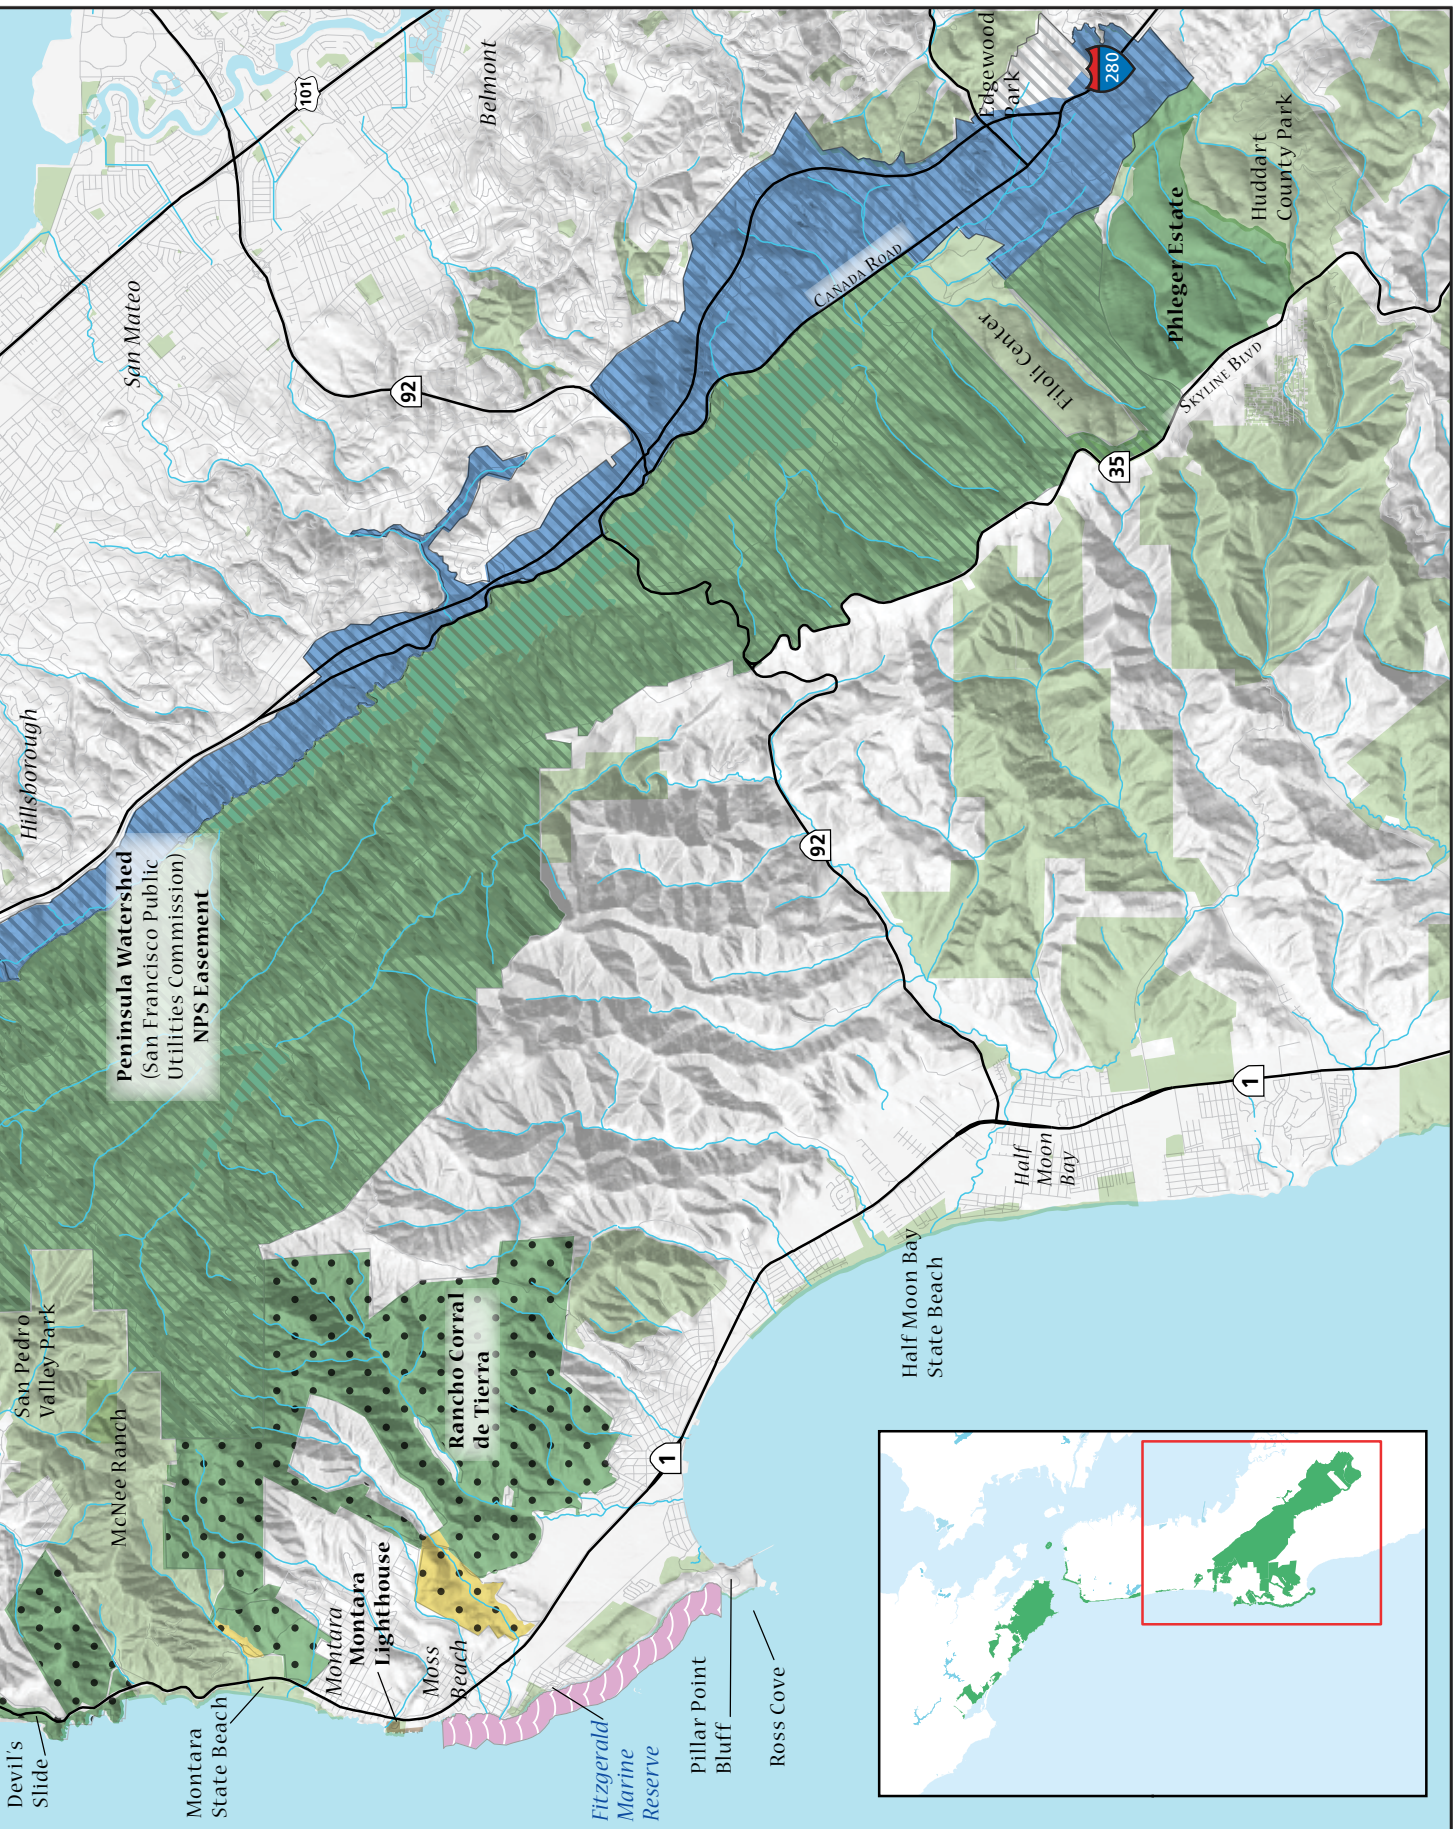 101
Belmont
Edgewood
Park
280
San Mateo
92
CAÑADA ROAD
Huddart
County Park
Phleger Estate
Filoli Center
SKYLINE BLVD
35
Hillsborough
Peninsula Watershed
(San Francisco Public
Utilities Commission)
NPS Easement
92
1
Half
Moon
Bay
Half Moon Bay
State Beach
San Pedro
Valley Park
McNee Ranch
Rancho Corral
de Tierra
1
Montara
Montara
Lighthouse
Moss
Beach
Devil's
Slide
Montara
State Beach
Fitzgerald
Marine
Reserve
Pillar Point
Bluff
Ross Cove